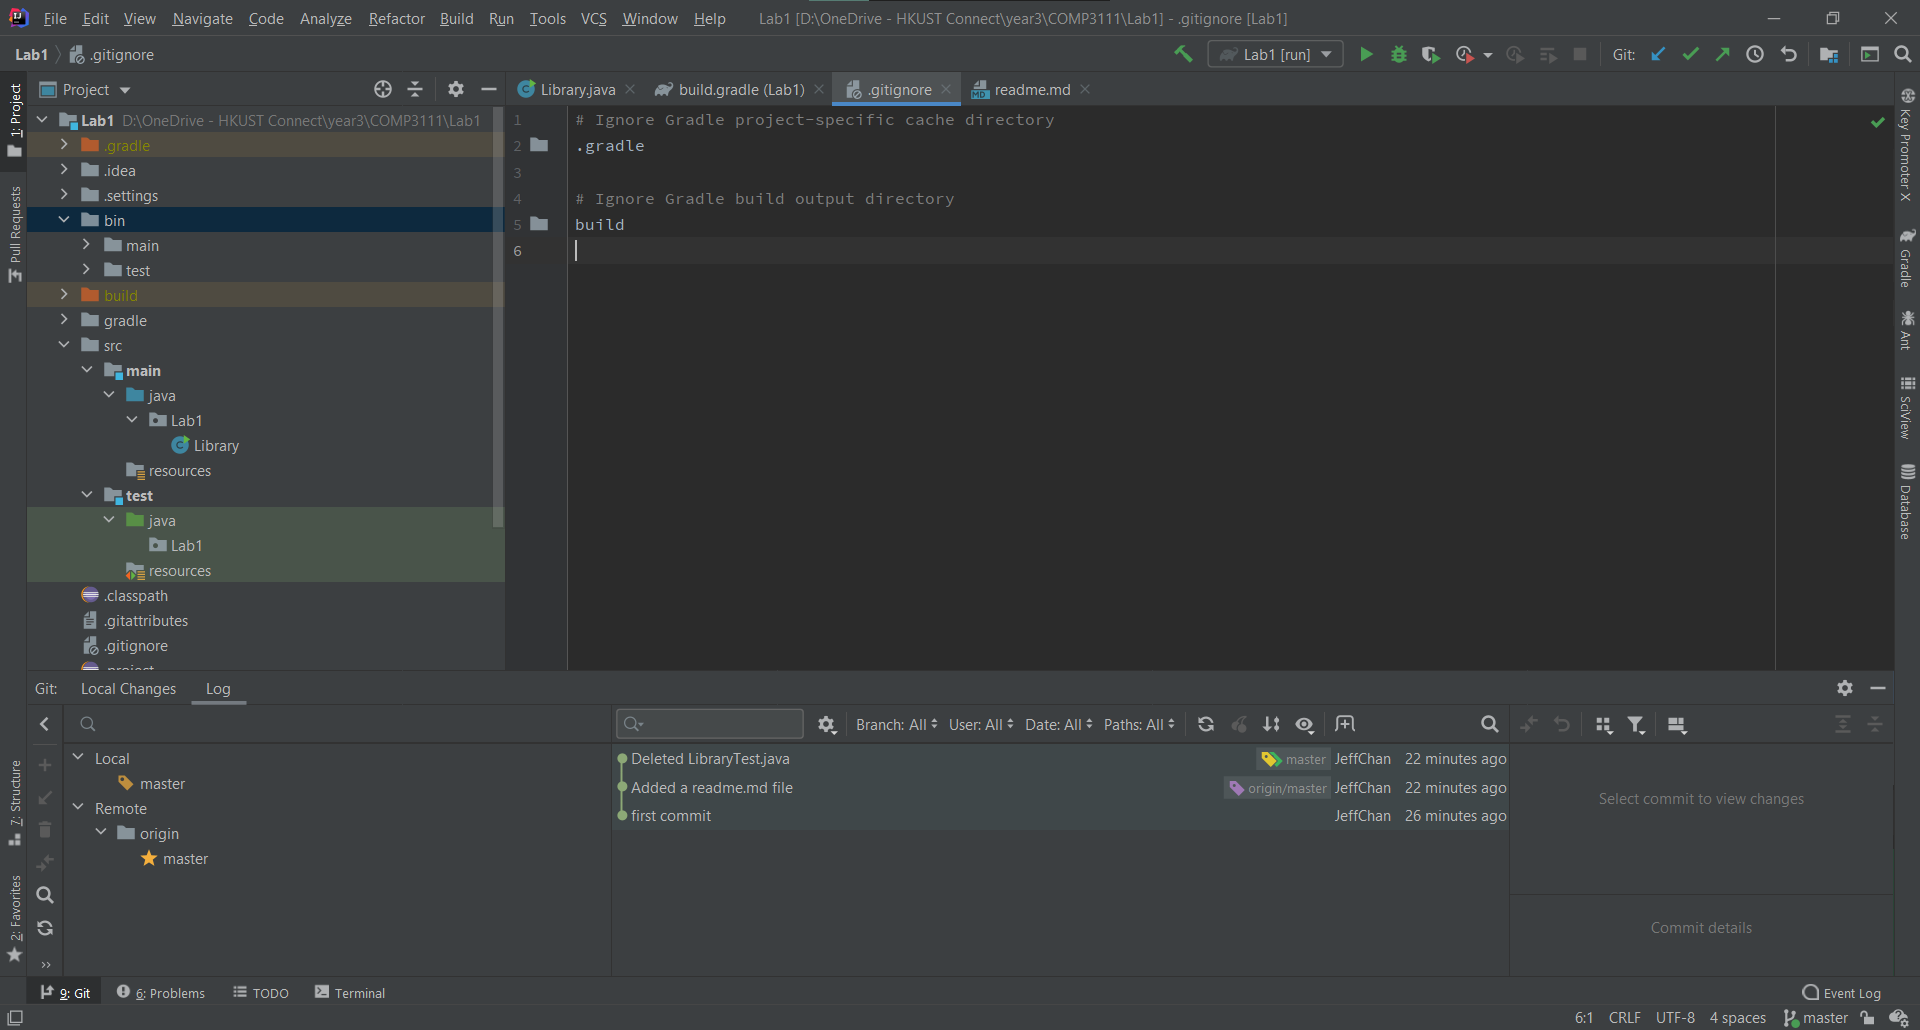 File Edit View Navigate Code Analyze Refactor Build Run Tools VCS Window Help Lab1 [D:\OneDrive - HKUST Connect\year3\COMP3111\Lab1] - .gitignore [Lab1]
Lab1 .gitignore Lab1 [run] Git:
1: Project
Pull Requests
7: Structure
2: Favorites
Project
Lab1 D:\OneDrive - HKUST Connect\year3\COMP3111\Lab1
.gradle
.idea
.settings
bin
main
test
build
gradle
src
main
java
Lab1
Library
resources
test
java
Lab1
resources
.classpath
.gitattributes
.gitignore
.project
Library.java build.gradle (Lab1) .gitignore readme.md
1 # Ignore Gradle project-specific cache directory
2 .gradle
3
4 # Ignore Gradle build output directory
5 build
6
Key Promoter X
Gradle
Ant
SciView
Database
Git: Local Changes Log
Local
master
Remote
origin
master
Branch: All User: All Date: All Paths: All
Deleted LibraryTest.java master JeffChan 22 minutes ago
Added a readme.md file origin/master JeffChan 22 minutes ago
first commit JeffChan 26 minutes ago
Select commit to view changes
Commit details
9: Git 6: Problems TODO Terminal Event Log
6:1 CRLF UTF-8 4 spaces master